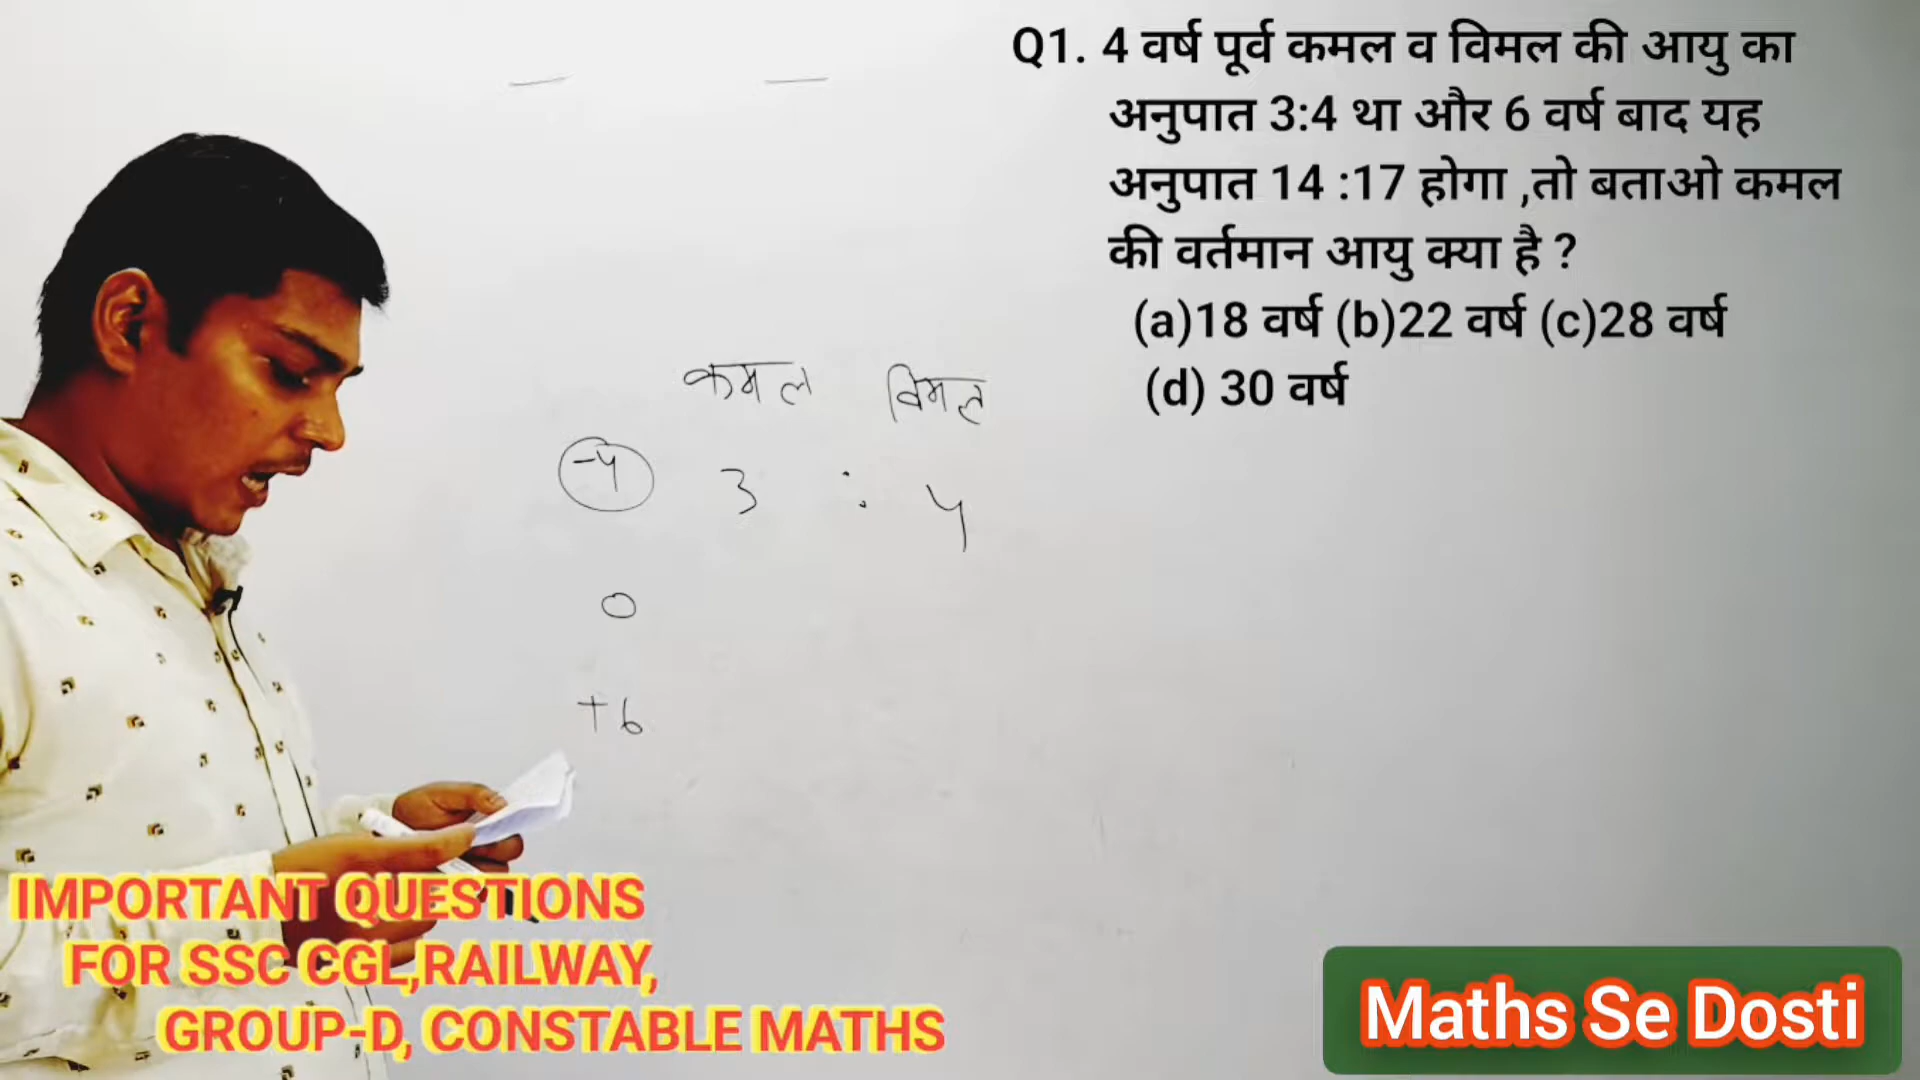 Q1. 4 वर्ष पूर्व कमल व विमल की आयु का
अनुपात 3:4 था और 6 वर्ष बाद यह
अनुपात 14 :17 होगा ,तो बताओ कमल
की वर्तमान आयु क्या है ?
(a)18 वर्ष (b)22 वर्ष (c)28 वर्ष
(d) 30 वर्ष
कमल विमल
-4 3 : 4
0
+6
IMPORTANT QUESTIONS
FOR SSC CGL,RAILWAY,
GROUP-D, CONSTABLE MATHS
Maths Se Dosti